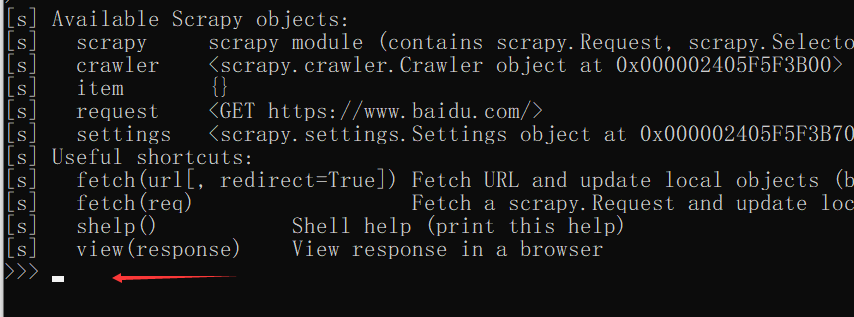 [s] Available Scrapy objects:
[s]   scrapy     scrapy module (contains scrapy.Request, scrapy.Selecto
[s]   crawler    <scrapy.crawler.Crawler object at 0x000002405F5F3B00>
[s]   item       {}
[s]   request    <GET https://www.baidu.com/>
[s]   settings   <scrapy.settings.Settings object at 0x000002405F5F3B70
[s] Useful shortcuts:
[s]   fetch(url[, redirect=True]) Fetch URL and update local objects (b
[s]   fetch(req)                  Fetch a scrapy.Request and update loc
[s]   shelp()           Shell help (print this help)
[s]   view(response)    View response in a browser
>>>